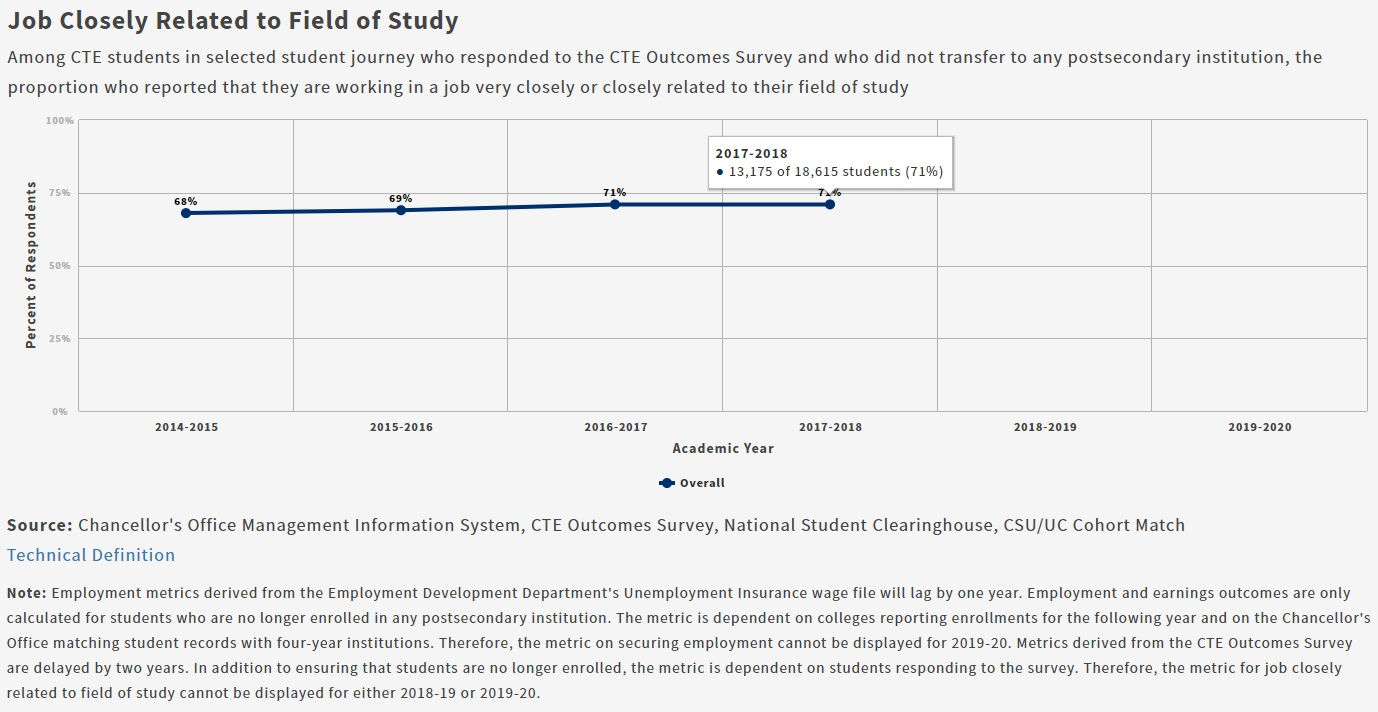 Job Closely Related to Field of Study
Among CTE students in selected student journey who responded to the CTE Outcomes Survey and who did not transfer to any postsecondary institution, the
proportion who reported that they are working in a job very closely or closely related to their field of study
100%
75%
50%
25%
0%
Percent of Respondents
68%
69%
71%
71%
2017-2018
● 13,175 of 18,615 students (71%)
2014-2015
2015-2016
2016-2017
2017-2018
2018-2019
2019-2020
Academic Year
Overall
Source: Chancellor's Office Management Information System, CTE Outcomes Survey, National Student Clearinghouse, CSU/UC Cohort Match
Technical Definition
Note: Employment metrics derived from the Employment Development Department's Unemployment Insurance wage file will lag by one year. Employment and earnings outcomes are only
calculated for students who are no longer enrolled in any postsecondary institution. The metric is dependent on colleges reporting enrollments for the following year and on the Chancellor's
Office matching student records with four-year institutions. Therefore, the metric on securing employment cannot be displayed for 2019-20. Metrics derived from the CTE Outcomes Survey
are delayed by two years. In addition to ensuring that students are no longer enrolled, the metric is dependent on students responding to the survey. Therefore, the metric for job closely
related to field of study cannot be displayed for either 2018-19 or 2019-20.